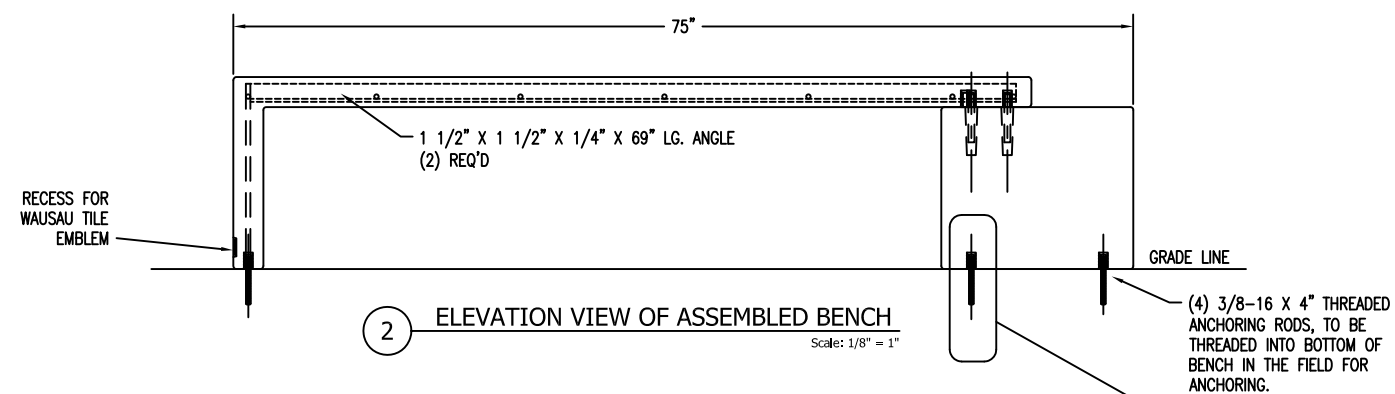 75"
1 1/2" X 1 1/2" X 1/4" X 69" LG. ANGLE
(2) REQ'D
RECESS FOR
WAUSAU TILE
EMBLEM
GRADE LINE
(4) 3/8-16 X 4" THREADED
ANCHORING RODS, TO BE
THREADED INTO BOTTOM OF
BENCH IN THE FIELD FOR
ANCHORING.
2 ELEVATION VIEW OF ASSEMBLED BENCH
Scale: 1/8" = 1"